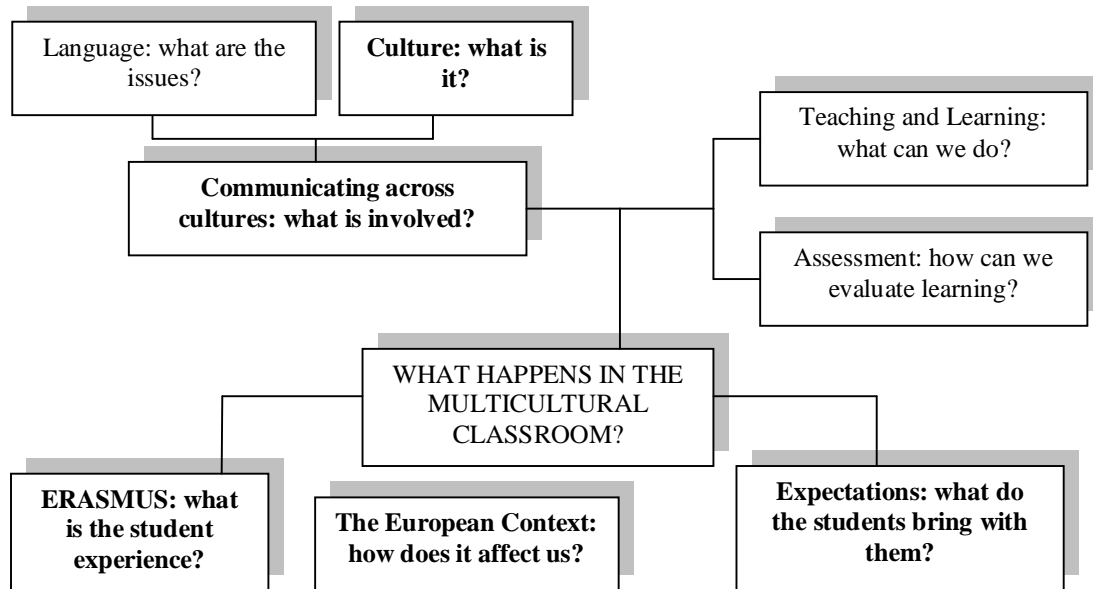 Language: what are the
issues?
Culture: what is
it?
Communicating across
cultures: what is involved?
Teaching and Learning:
what can we do?
Assessment: how can we
evaluate learning?
WHAT HAPPENS IN THE
MULTICULTURAL
CLASSROOM?
ERASMUS: what
is the student
experience?
The European Context:
how does it affect us?
Expectations: what do
the students bring with
them?